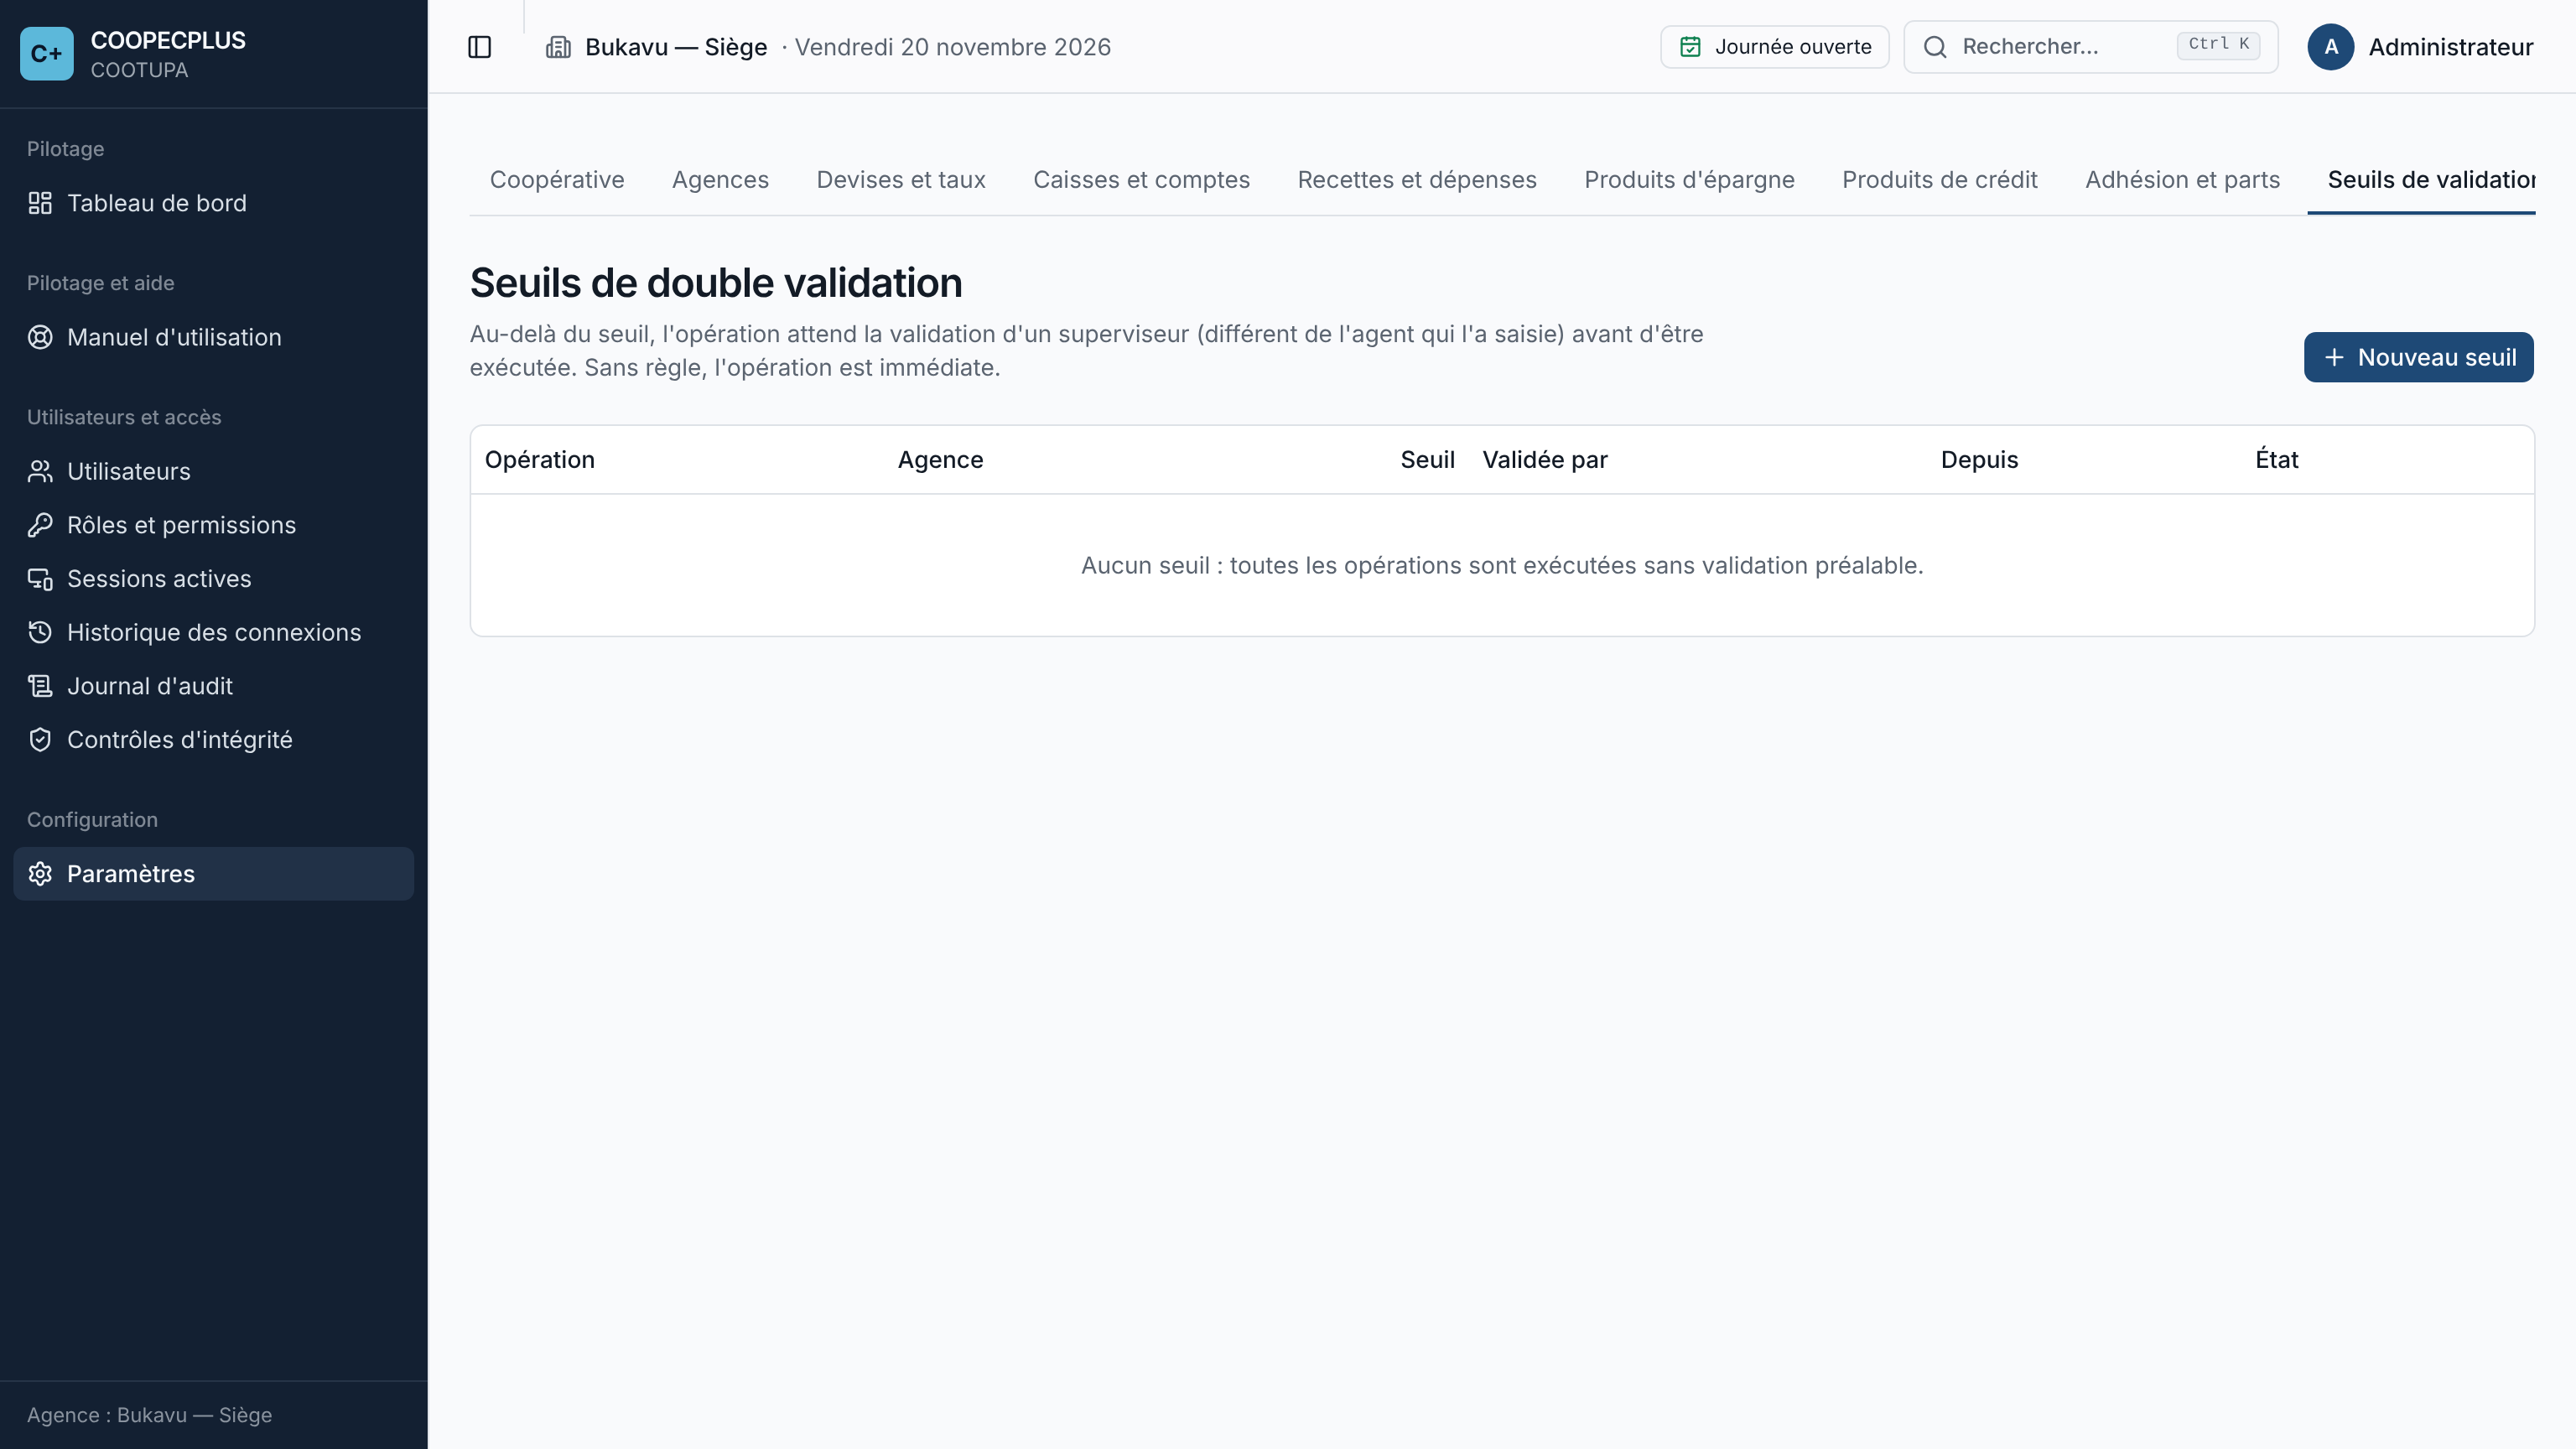 C+
COOPECPLUS
COOTUPA
Pilotage
Tableau de bord
Pilotage et aide
Manuel d'utilisation
Utilisateurs et accès
Utilisateurs
Rôles et permissions
Sessions actives
Historique des connexions
Journal d'audit
Contrôles d'intégrité
Configuration
Paramètres
Agence : Bukavu — Siège
Bukavu — Siège · Vendredi 20 novembre 2026
Journée ouverte
Rechercher... Ctrl K
A Administrateur
Coopérative Agences Devises et taux Caisses et comptes Recettes et dépenses Produits d'épargne Produits de crédit Adhésion et parts Seuils de validation
Seuils de double validation
Au-delà du seuil, l'opération attend la validation d'un superviseur (différent de l'agent qui l'a saisie) avant d'être
exécutée. Sans règle, l'opération est immédiate.
Nouveau seuil
Opération Agence Seuil Validée par Depuis État
Aucun seuil : toutes les opérations sont exécutées sans validation préalable.